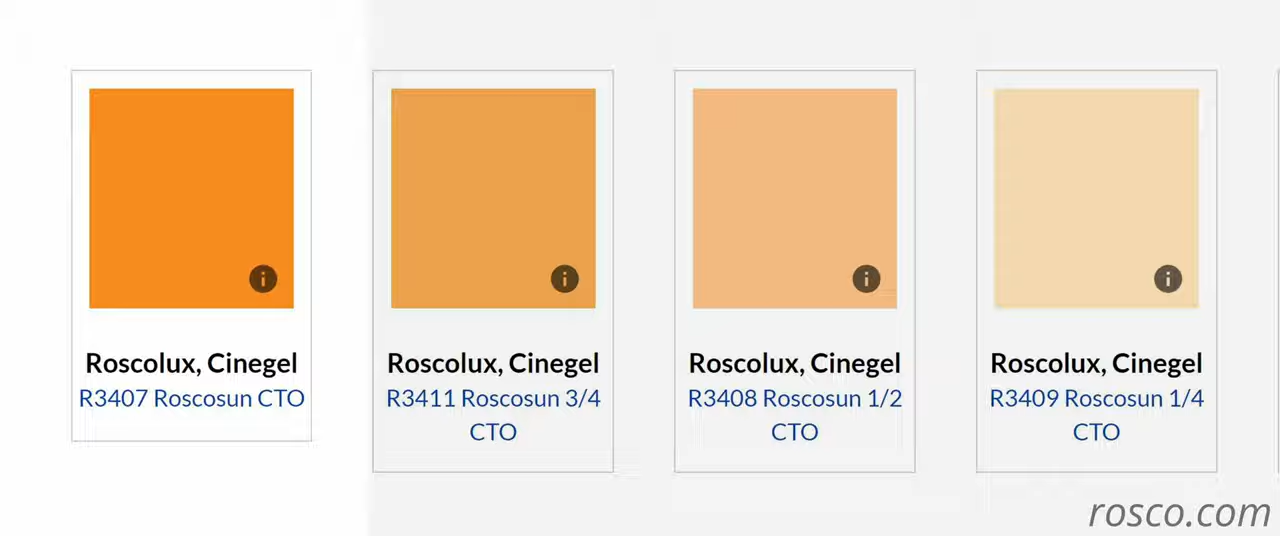 Roscolux, Cinegel
R3407 Roscosun CTO
Roscolux, Cinegel
R3411 Roscosun 3/4
CTO
Roscolux, Cinegel
R3408 Roscosun 1/2
CTO
Roscolux, Cinegel
R3409 Roscosun 1/4
CTO
rosco.com